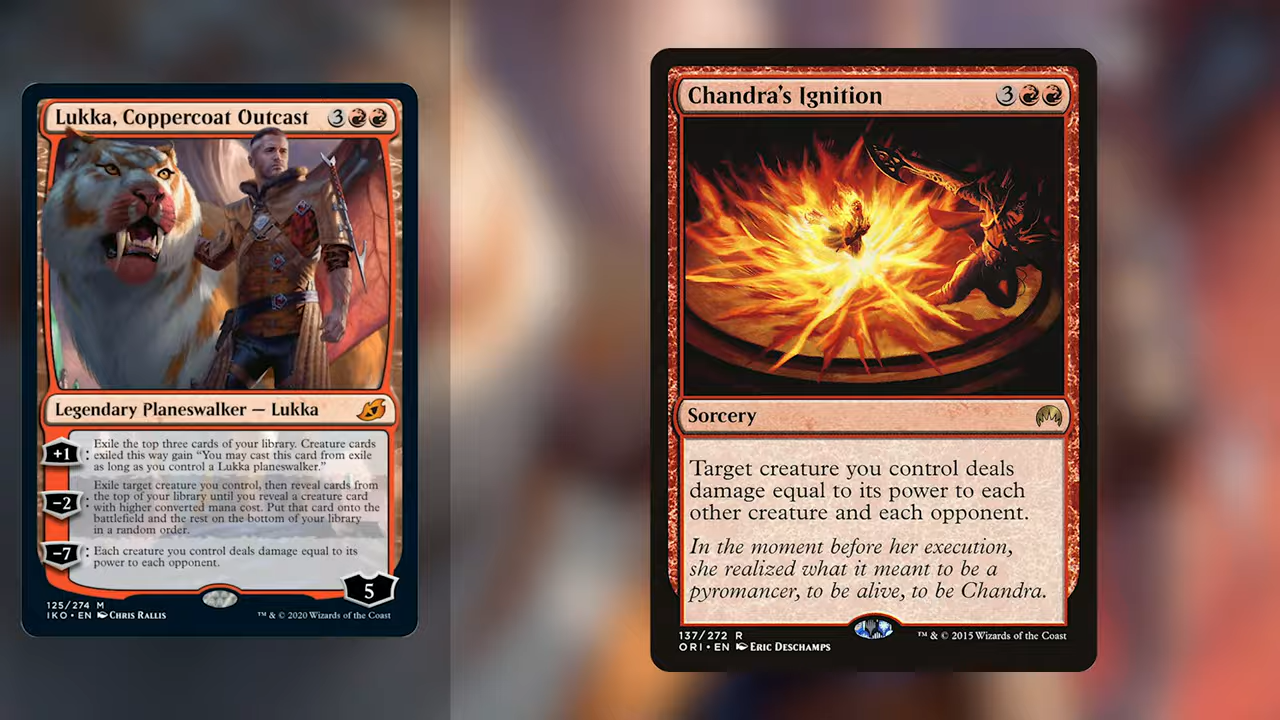 Lukka, Coppercoat Outcast 3
Legendary Planeswalker — Lukka
+1 : Exile the top three cards of your library. Creature cards
exiled this way gain “You may cast this card from exile
as long as you control a Lukka planeswalker.”
−2 : Exile target creature you control, then reveal cards from
the top of your library until you reveal a creature card
with higher converted mana cost. Put that card onto the
battlefield and the rest on the bottom of your library
in a random order.
−7 : Each creature you control deals damage equal to its
power to each opponent.
5
125/274 M
IKO • EN Chris Rallis ™ & © 2020 Wizards of the Coast
Chandra's Ignition 3
Sorcery
Target creature you control deals
damage equal to its power to each
other creature and each opponent.
In the moment before her execution,
she realized what it meant to be a
pyromancer, to be alive, to be Chandra.
137/272 R ™ & © 2015 Wizards of the Coast
ORI • EN Eric Deschamps